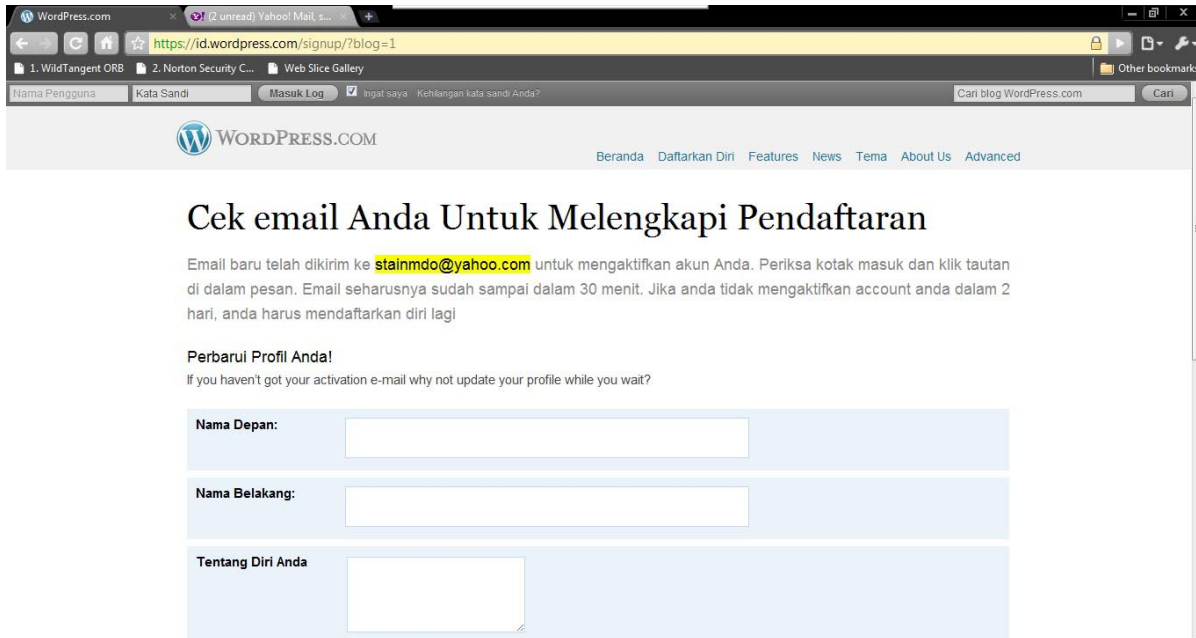 WordPress.com
(2 unread) Yahoo! Mail, s...
https://id.wordpress.com/signup/?blog=1
1. WildTangent ORB 2. Norton Security C... Web Slice Gallery Other bookmarks
Nama Pengguna Kata Sandi Masuk Log Ingat saya Kehilangan kata sandi Anda? Cari blog WordPress.com Cari
WORDPRESS.COM
Beranda Daftarkan Diri Features News Tema About Us Advanced
Cek email Anda Untuk Melengkapi Pendaftaran
Email baru telah dikirim ke stainmdo@yahoo.com untuk mengaktifkan akun Anda. Periksa kotak masuk dan klik tautan
di dalam pesan. Email seharusnya sudah sampai dalam 30 menit. Jika anda tidak mengaktifkan account anda dalam 2
hari, anda harus mendaftarkan diri lagi
Perbarui Profil Anda!
If you haven't got your activation e-mail why not update your profile while you wait?
Nama Depan:
Nama Belakang:
Tentang Diri Anda